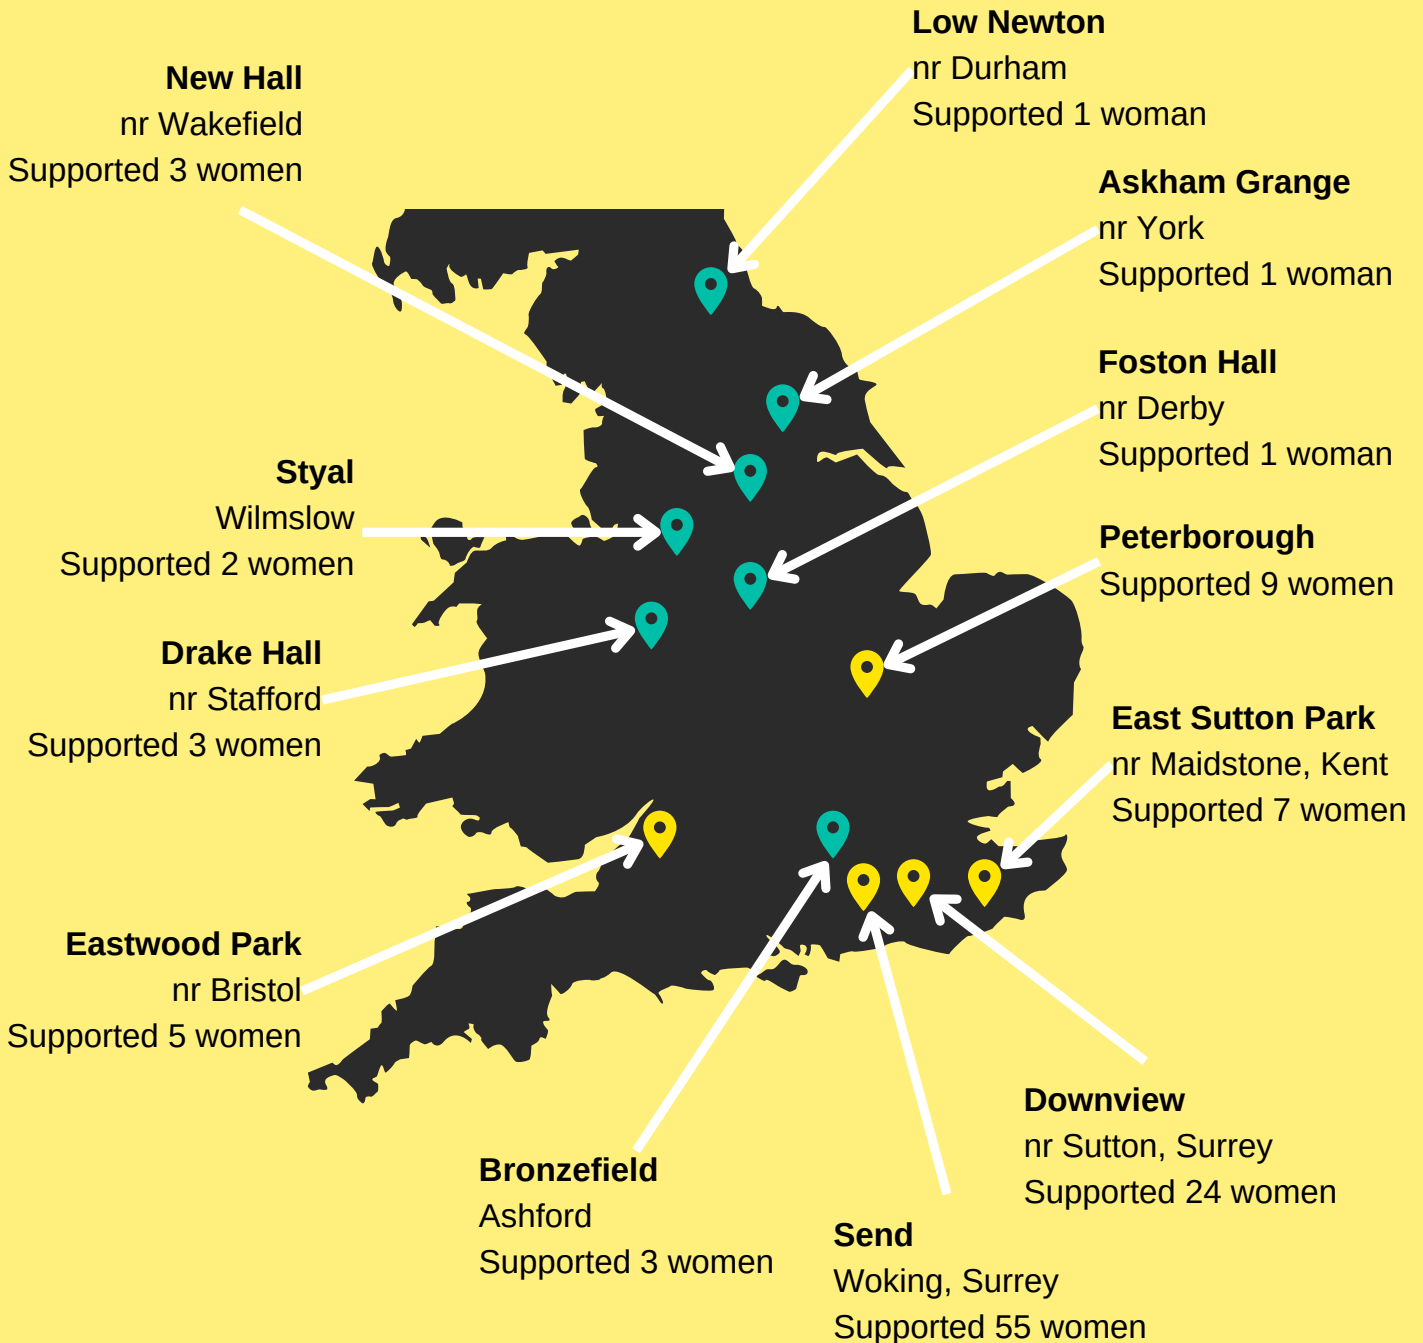 Low Newton
nr Durham
Supported 1 woman
New Hall
nr Wakefield
Supported 3 women
Askham Grange
nr York
Supported 1 woman
Foston Hall
nr Derby
Supported 1 woman
Styal
Wilmslow
Supported 2 women
Peterborough
Supported 9 women
Drake Hall
nr Stafford
Supported 3 women
East Sutton Park
nr Maidstone, Kent
Supported 7 women
Eastwood Park
nr Bristol
Supported 5 women
Downview
nr Sutton, Surrey
Supported 24 women
Bronzefield
Ashford
Supported 3 women
Send
Woking, Surrey
Supported 55 women